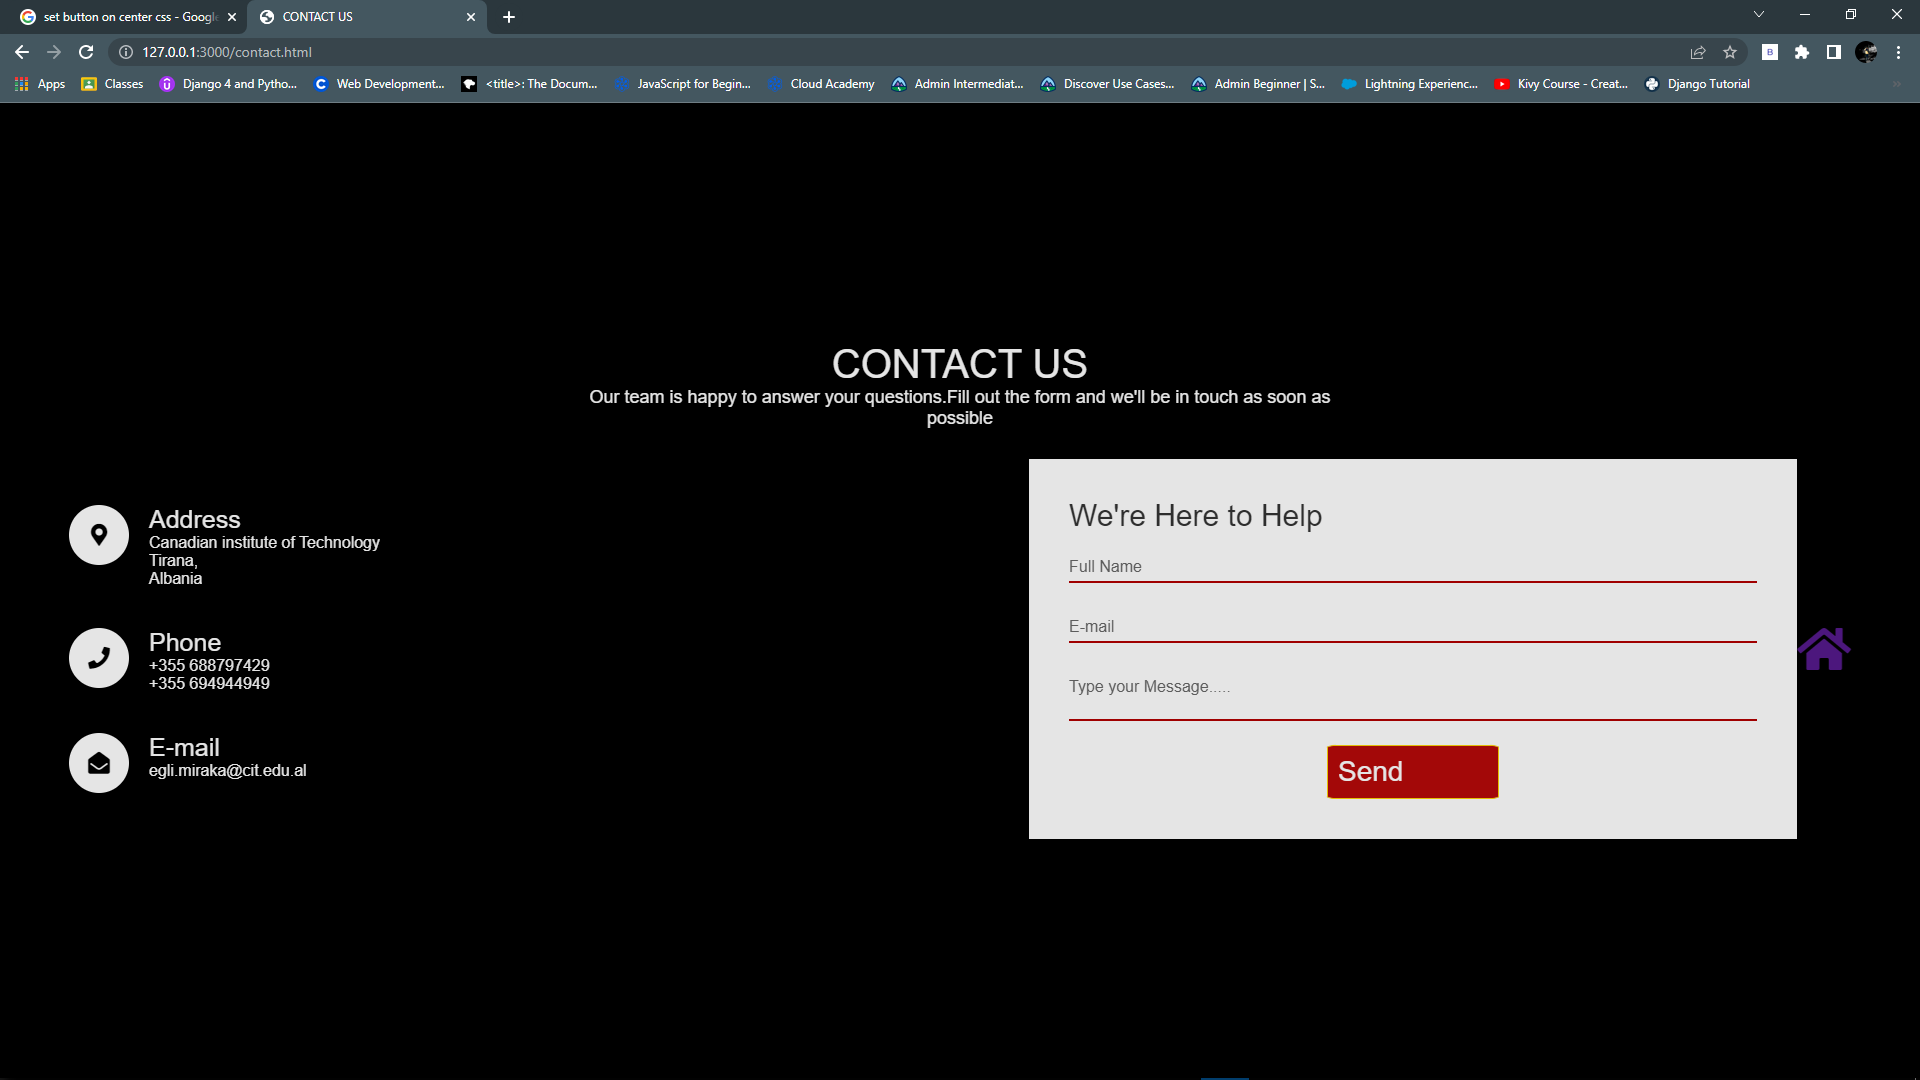 set button on center css - Google
CONTACT US
127.0.0.1:3000/contact.html
Apps
Classes
Django 4 and Pytho...
Web Development...
<title>: The Docum...
JavaScript for Begin...
Cloud Academy
Admin Intermediat...
Discover Use Cases...
Admin Beginner | S...
Lightning Experienc...
Kivy Course - Creat...
Django Tutorial
CONTACT US
Our team is happy to answer your questions.Fill out the form and we'll be in touch as soon as
possible
Address
Canadian institute of Technology
Tirana,
Albania
Phone
+355 688797429
+355 694944949
E-mail
egli.miraka@cit.edu.al
We're Here to Help
Full Name
E-mail
Type your Message.....
Send